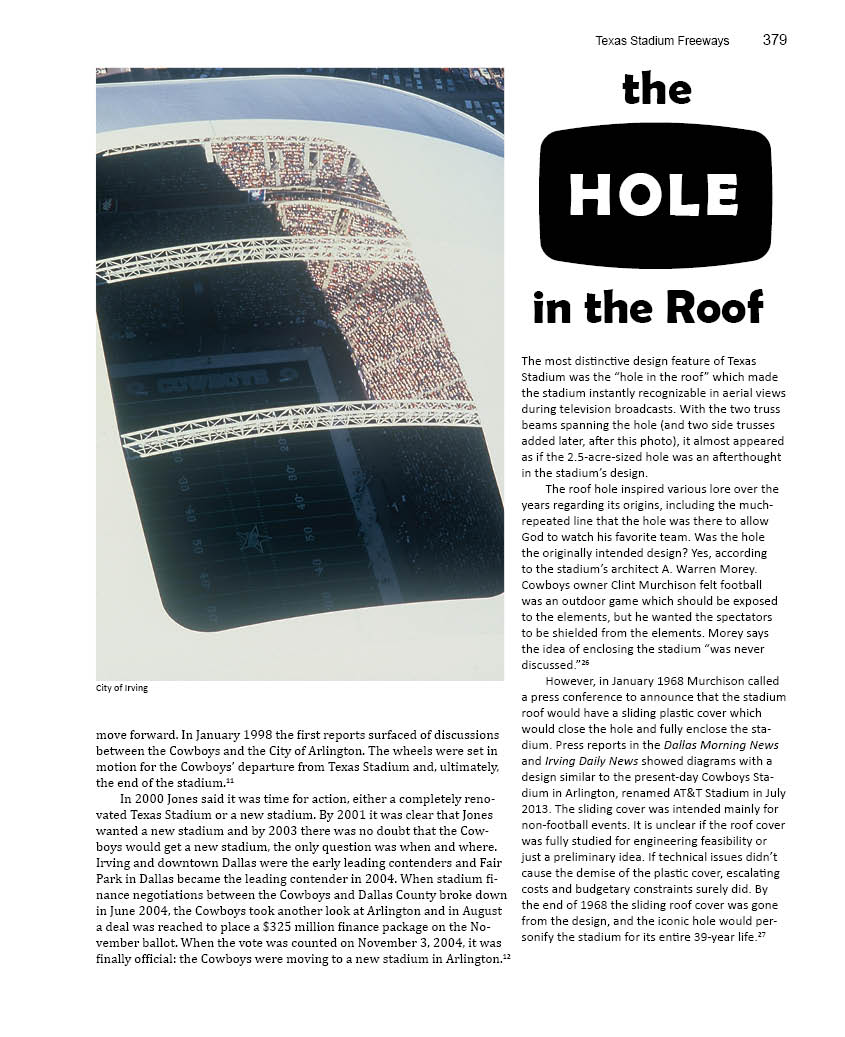 Texas Stadium Freeways 379
COWBOYS
20
30
50
City of Irving
move forward. In January 1998 the first reports surfaced of discussions
between the Cowboys and the City of Arlington. The wheels were set in
motion for the Cowboys’ departure from Texas Stadium and, ultimately,
the end of the stadium.¹¹
In 2000 Jones said it was time for action, either a completely reno-
vated Texas Stadium or a new stadium. By 2001 it was clear that Jones
wanted a new stadium and by 2003 there was no doubt that the Cow-
boys would get a new stadium, the only question was when and where.
Irving and downtown Dallas were the early leading contenders and Fair
Park in Dallas became the leading contender in 2004. When stadium fi-
nance negotiations between the Cowboys and Dallas County broke down
in June 2004, the Cowboys took another look at Arlington and in August
a deal was reached to place a $325 million finance package on the No-
vember ballot. When the vote was counted on November 3, 2004, it was
finally official: the Cowboys were moving to a new stadium in Arlington.¹²
the
HOLE
in the Roof
The most distinctive design feature of Texas
Stadium was the “hole in the roof” which made
the stadium instantly recognizable in aerial views
during television broadcasts. With the two truss
beams spanning the hole (and two side trusses
added later, after this photo), it almost appeared
as if the 2.5-acre-sized hole was an afterthought
in the stadium’s design.
The roof hole inspired various lore over the
years regarding its origins, including the much-
repeated line that the hole was there to allow
God to watch his favorite team. Was the hole
the originally intended design? Yes, according
to the stadium’s architect A. Warren Morey.
Cowboys owner Clint Murchison felt football
was an outdoor game which should be exposed
to the elements, but he wanted the spectators
to be shielded from the elements. Morey says
the idea of enclosing the stadium “was never
discussed.”²⁶
However, in January 1968 Murchison called
a press conference to announce that the stadium
roof would have a sliding plastic cover which
would close the hole and fully enclose the sta-
dium. Press reports in the Dallas Morning News
and Irving Daily News showed diagrams with a
design similar to the present-day Cowboys Sta-
dium in Arlington, renamed AT&T Stadium in July
2013. The sliding cover was intended mainly for
non-football events. It is unclear if the roof cover
was fully studied for engineering feasibility or
just a preliminary idea. If technical issues didn’t
cause the demise of the plastic cover, escalating
costs and budgetary constraints surely did. By
the end of 1968 the sliding roof cover was gone
from the design, and the iconic hole would per-
sonify the stadium for its entire 39-year life.²⁷